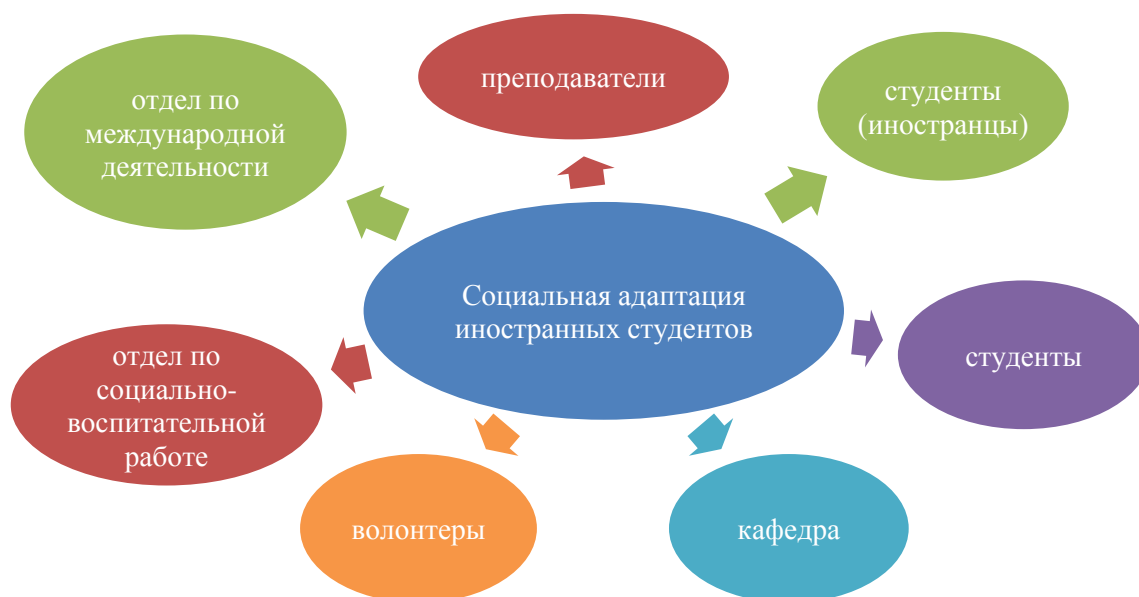 преподаватели
отдел по
международной
деятельности
студенты
(иностранцы)
Социальная адаптация
иностранных студентов
студенты
отдел по
социально-
воспитательной
работе
волонтеры
кафедра